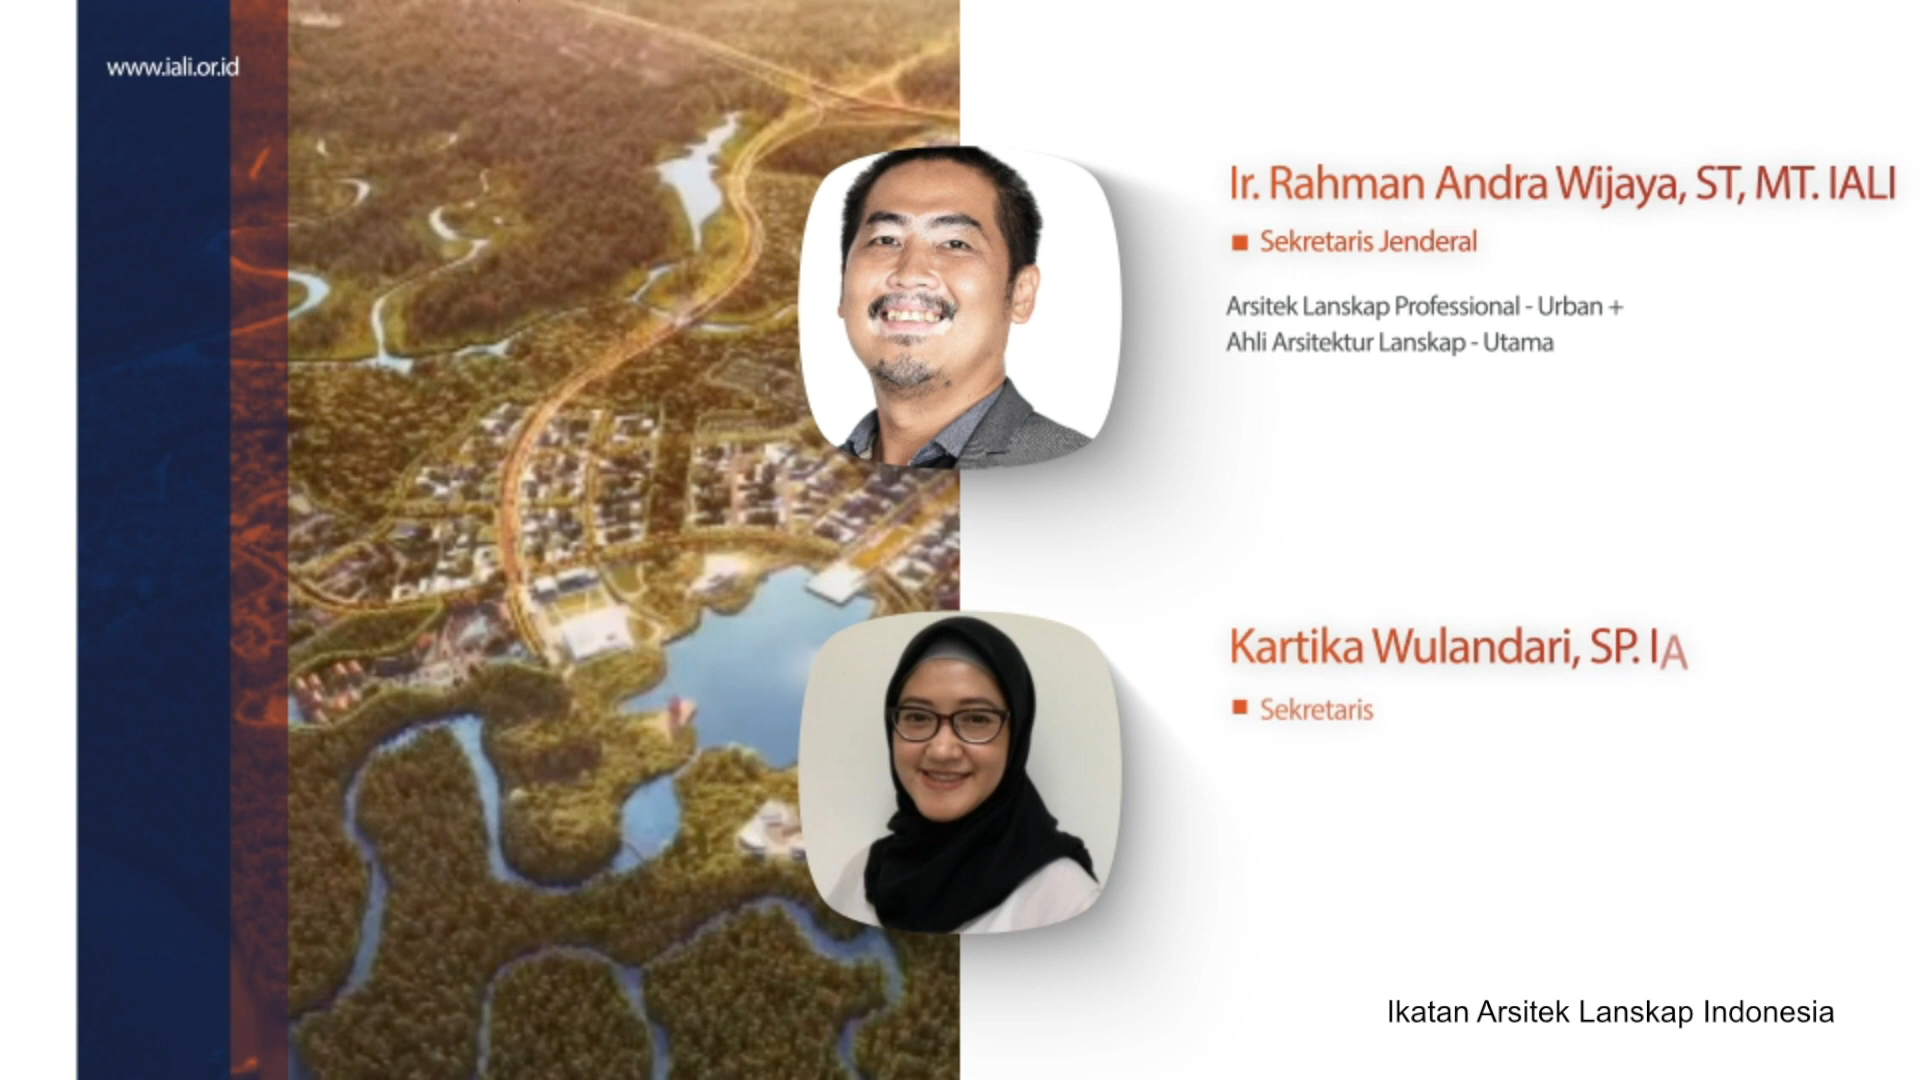 www.iali.or.id
Ir. Rahman Andra Wijaya, ST, MT. IALI
Sekretaris Jenderal
Arsitek Lanskap Professional - Urban +
Ahli Arsitektur Lanskap - Utama
Kartika Wulandari, SP. IA
Sekretaris
Ikatan Arsitek Lanskap Indonesia